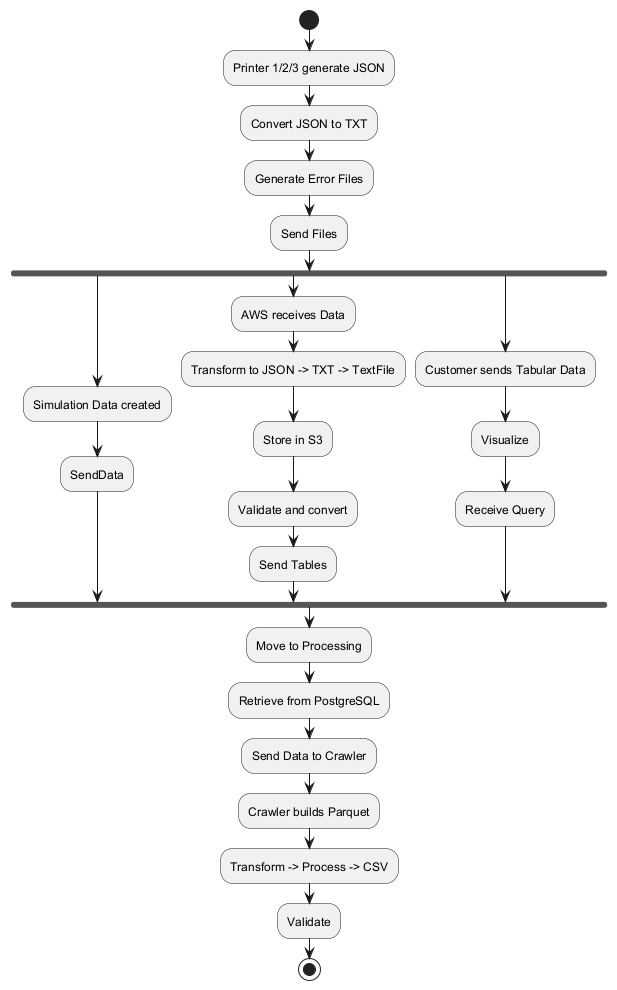 Printer 1/2/3 generate JSON
Convert JSON to TXT
Generate Error Files
Send Files
AWS receives Data
Transform to JSON -> TXT -> TextFile
Customer sends Tabular Data
Simulation Data created
Store in S3
Visualize
SendData
Validate and convert
Receive Query
Send Tables
Move to Processing
Retrieve from PostgreSQL
Send Data to Crawler
Crawler builds Parquet
Transform -> Process -> CSV
Validate